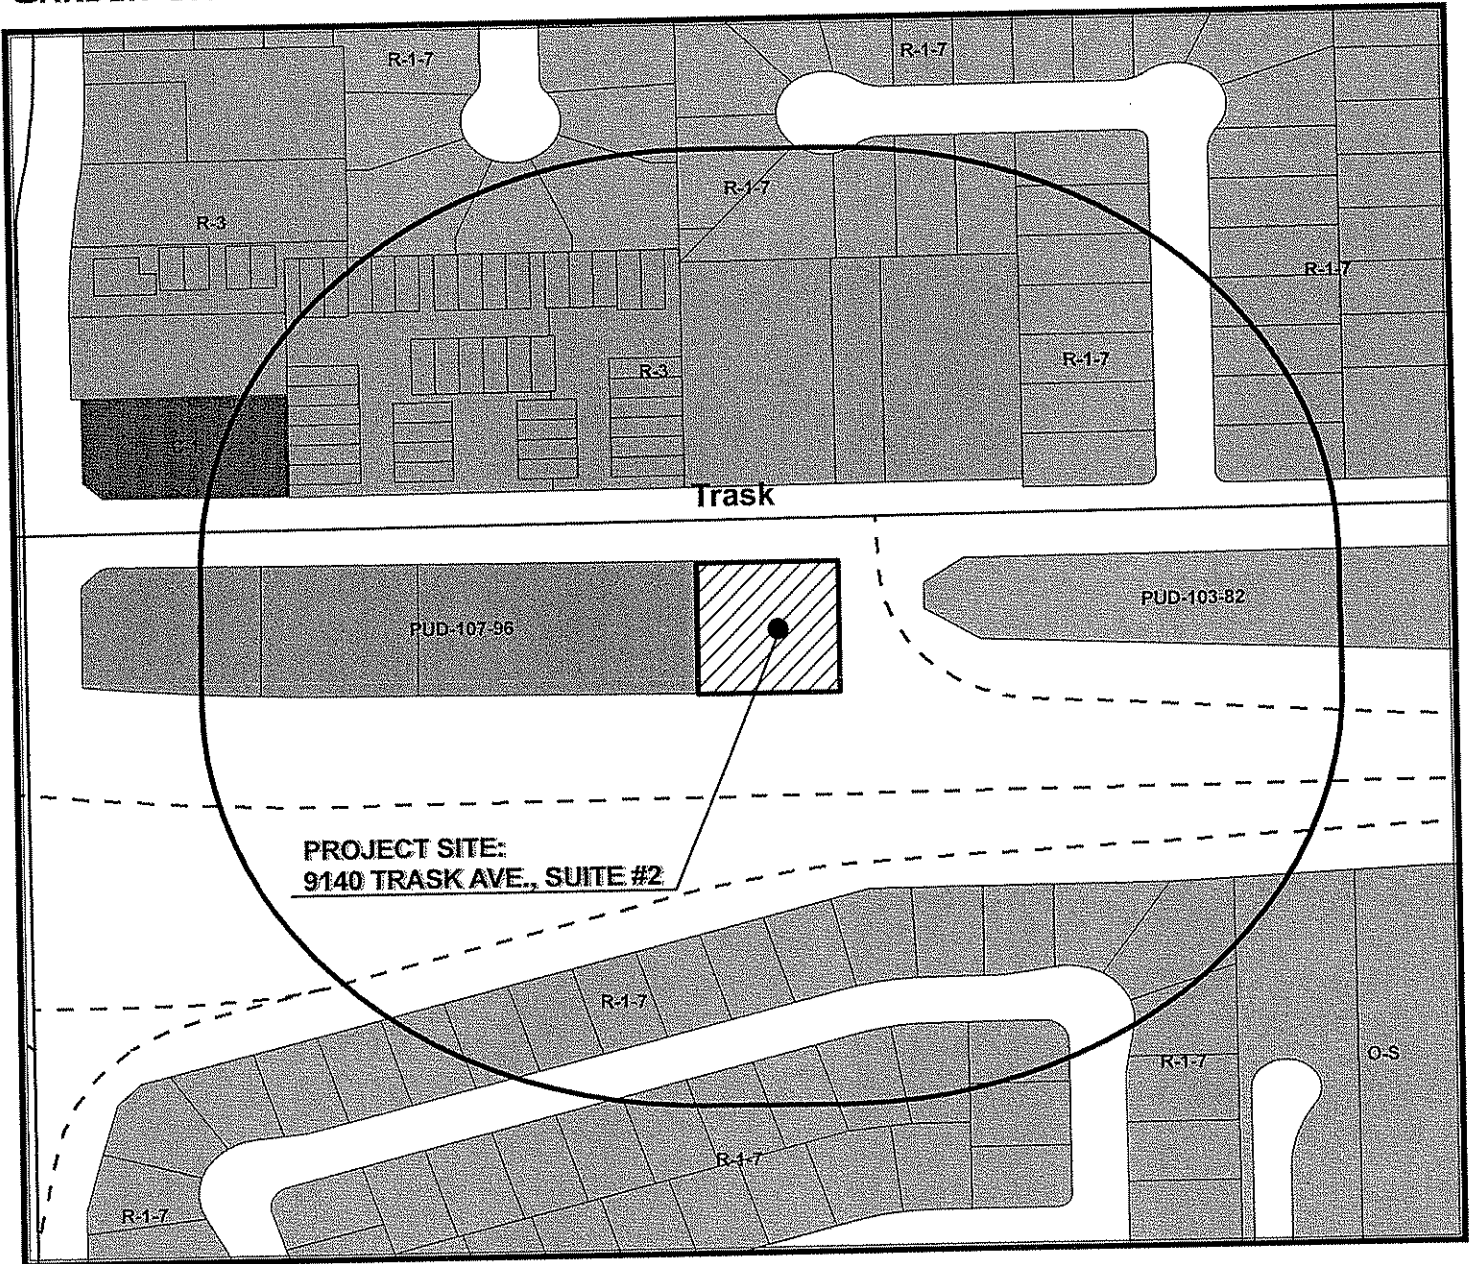 R-1-7
R-1-7
R-1-7
R-3
R-1-7
R-1-7
R-3
C-1
Trask
PUD-103-82
PUD-107-96
PROJECT SITE:
9140 TRASK AVE., SUITE #2
R-1-7
O-S
R-1-7
R-1-7
R-1-7